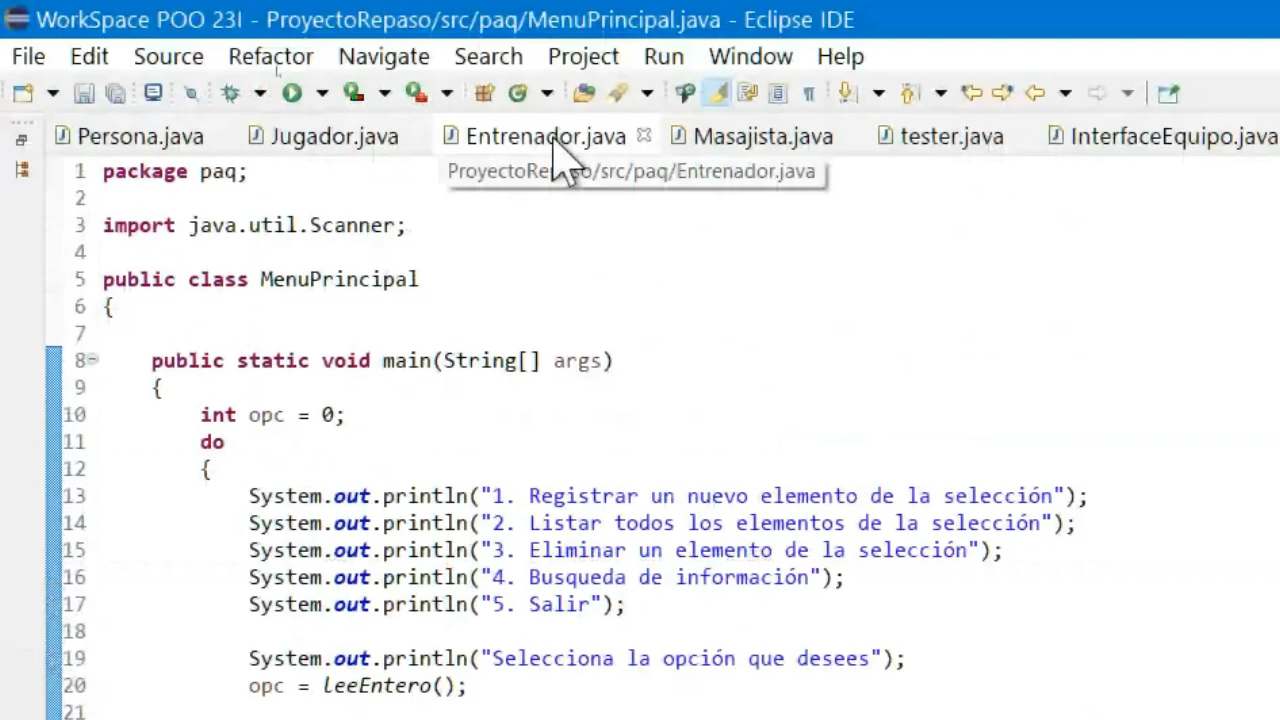 WorkSpace POO 23I - ProyectoRepaso/src/paq/MenuPrincipal.java - Eclipse IDE
File Edit Source Refactor Navigate Search Project Run Window Help
Persona.java Jugador.java Entrenador.java Masajista.java tester.java InterfaceEquipo.java
ProyectoRepaso/src/paq/Entrenador.java
1 package paq;
2
3 import java.util.Scanner;
4
5 public class MenuPrincipal
6 {
7
8 public static void main(String[] args)
9 {
10 int opc = 0;
11 do
12 {
13 System.out.println("1. Registrar un nuevo elemento de la selección");
14 System.out.println("2. Listar todos los elementos de la selección");
15 System.out.println("3. Eliminar un elemento de la selección");
16 System.out.println("4. Busqueda de información");
17 System.out.println("5. Salir");
18
19 System.out.println("Selecciona la opción que desees");
20 opc = leeEntero();
21